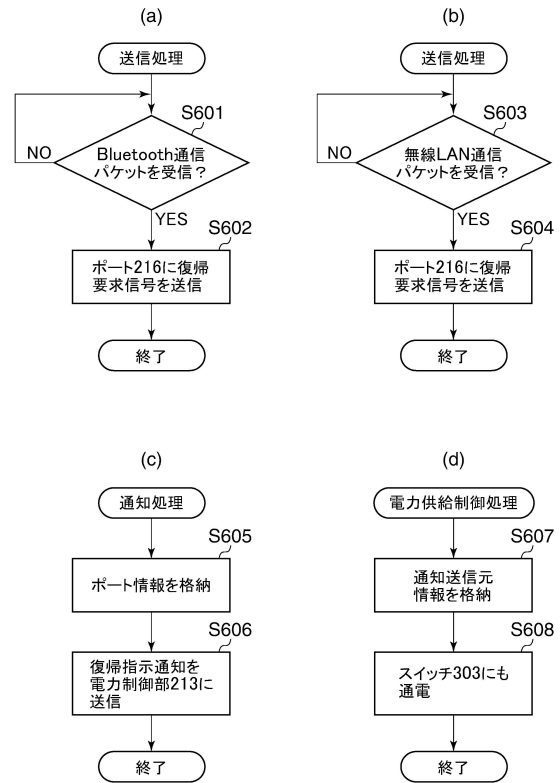 (a)
送信処理
S601
NO
Bluetooth通信
パケットを受信？
YES
S602
ポート216に復帰
要求信号を送信
終了
(b)
送信処理
S603
NO
無線LAN通信
パケットを受信？
YES
S604
ポート216に復帰
要求信号を送信
終了
(c)
通知処理
S605
ポート情報を格納
S606
復帰指示通知を
電力制御部213に
送信
終了
(d)
電力供給制御処理
S607
通知送信元
情報を格納
S608
スイッチ303にも
通電
終了